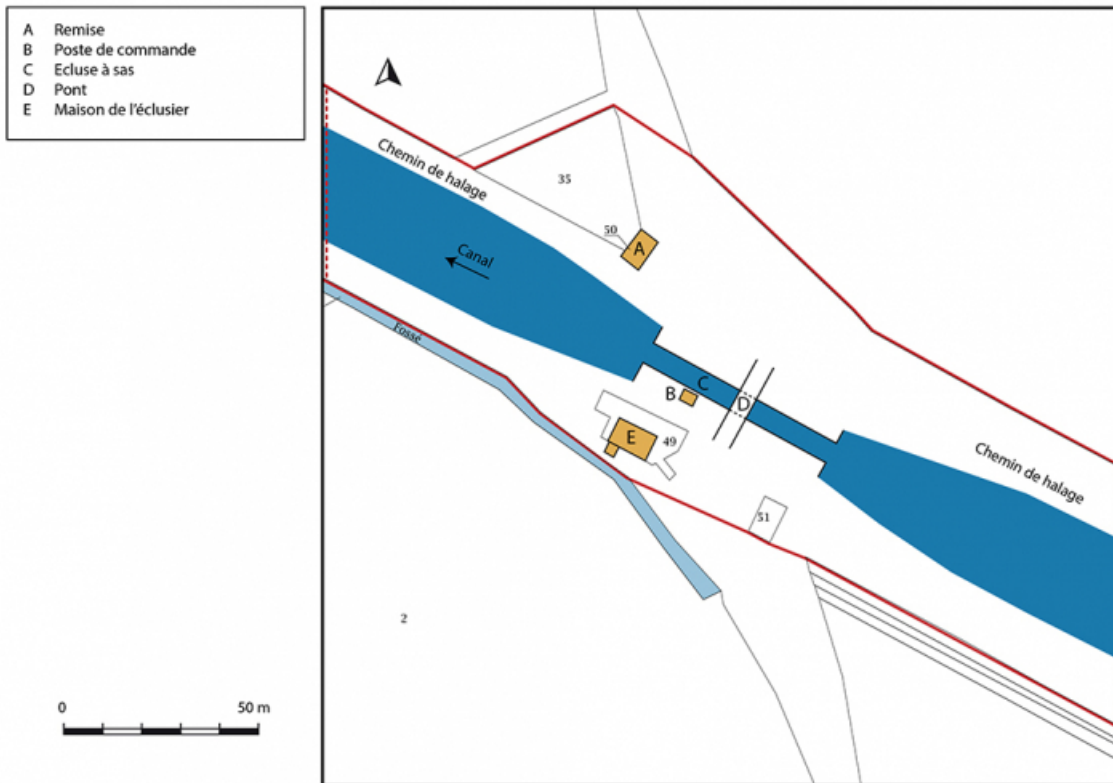 A Remise
B Poste de commande
C Ecluse à sas
D Pont
E Maison de l'éclusier
Chemin de halage
35
50
A
Canal
Fossé
C
B
D
E
49
Chemin de halage
51
2
0 50 m